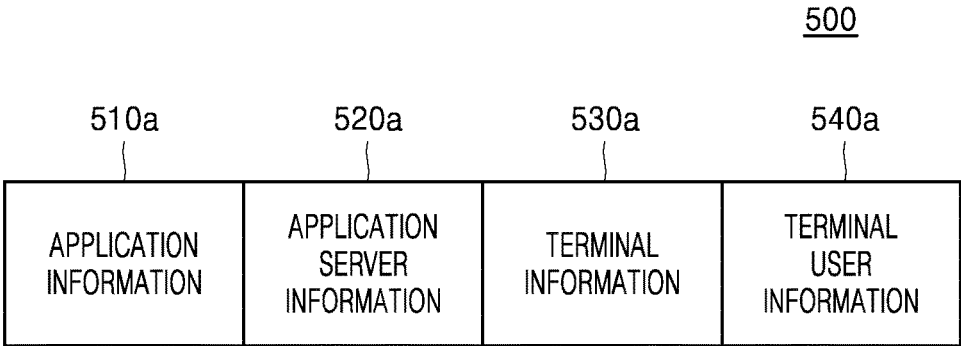 500
510a 520a 530a 540a
APPLICATION
INFORMATION
APPLICATION
SERVER
INFORMATION
TERMINAL
INFORMATION
TERMINAL
USER
INFORMATION